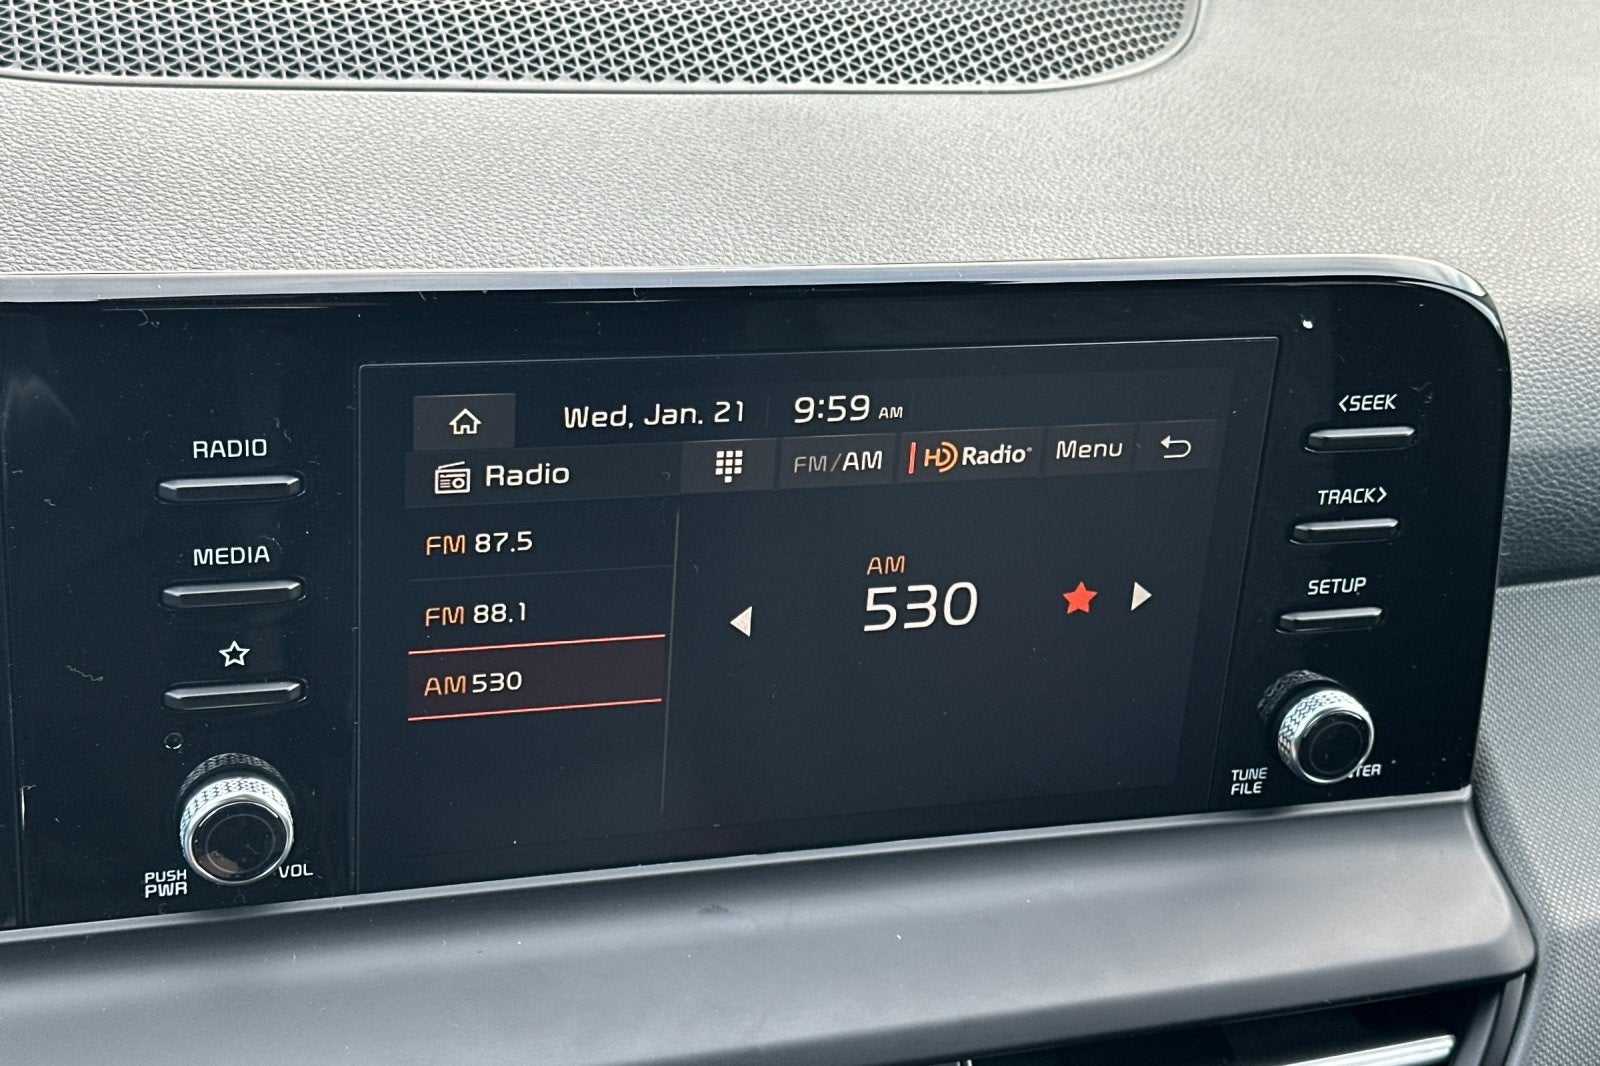 Wed, Jan. 21 9:59 AM
Radio FM/AM HD Radio® Menu
FM 87.5
FM 88.1
AM 530
AM
530
RADIO
MEDIA
PUSH
PWR
VOL
<SEEK
TRACK>
SETUP
TUNE
FILE